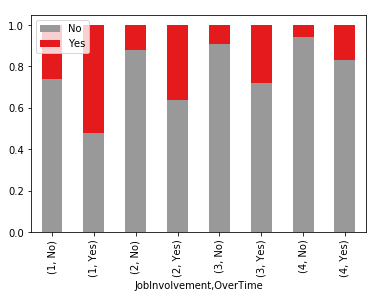 No
Yes
1.0
0.8
0.6
0.4
0.2
0.0
(1, No)
(1, Yes)
(2, No)
(2, Yes)
(3, No)
(3, Yes)
(4, No)
(4, Yes)
JobInvolvement,OverTime